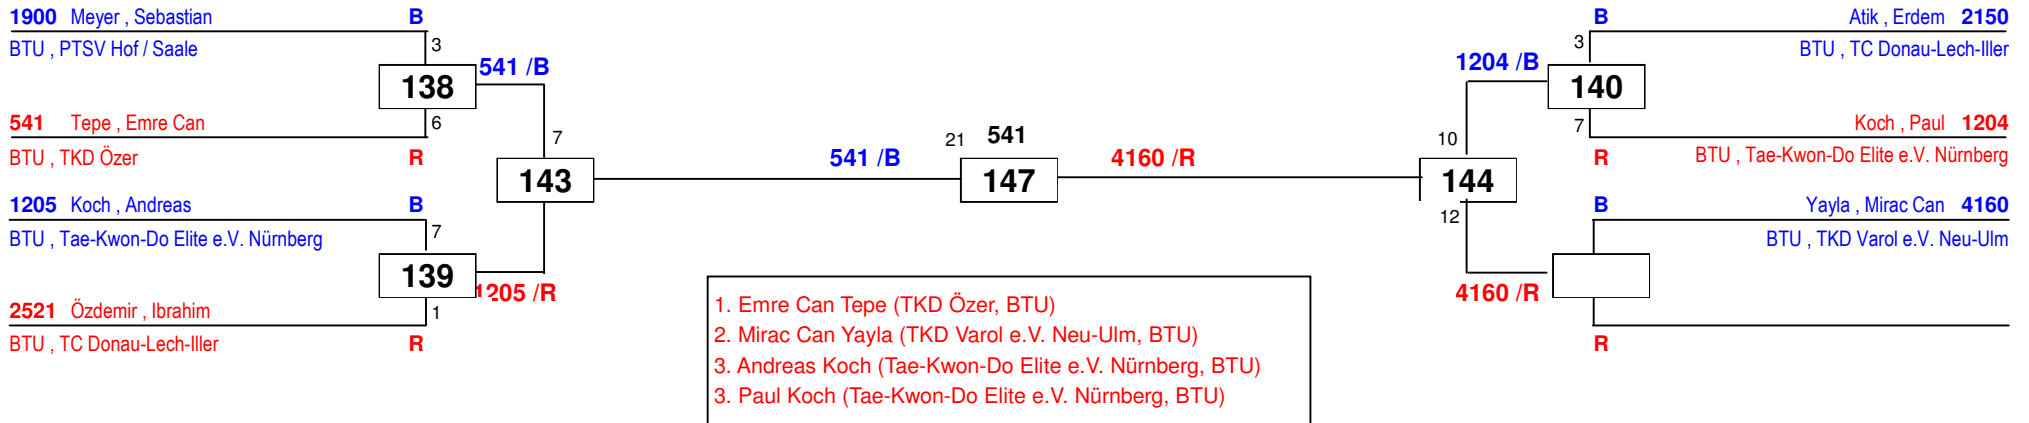 1900 Meyer , Sebastian B
BTU , PTSV Hof / Saale
3
138
541 /B
6
541 Tepe , Emre Can
BTU , TKD Özer R
7
143
1205 Koch , Andreas B
BTU , Tae-Kwon-Do Elite e.V. Nürnberg
7
139
1205 /R
1
2521 Özdemir , Ibrahim
BTU , TC Donau-Lech-Iller R
541 /B
21 541
147
4160 /R
B Atik , Erdem 2150
3
BTU , TC Donau-Lech-Iller
1204 /B
140
7
Koch , Paul 1204
R BTU , Tae-Kwon-Do Elite e.V. Nürnberg
10
144
12
B Yayla , Mirac Can 4160
BTU , TKD Varol e.V. Neu-Ulm
4160 /R
R
1. Emre Can Tepe (TKD Özer, BTU)
2. Mirac Can Yayla (TKD Varol e.V. Neu-Ulm, BTU)
3. Andreas Koch (Tae-Kwon-Do Elite e.V. Nürnberg, BTU)
3. Paul Koch (Tae-Kwon-Do Elite e.V. Nürnberg, BTU)